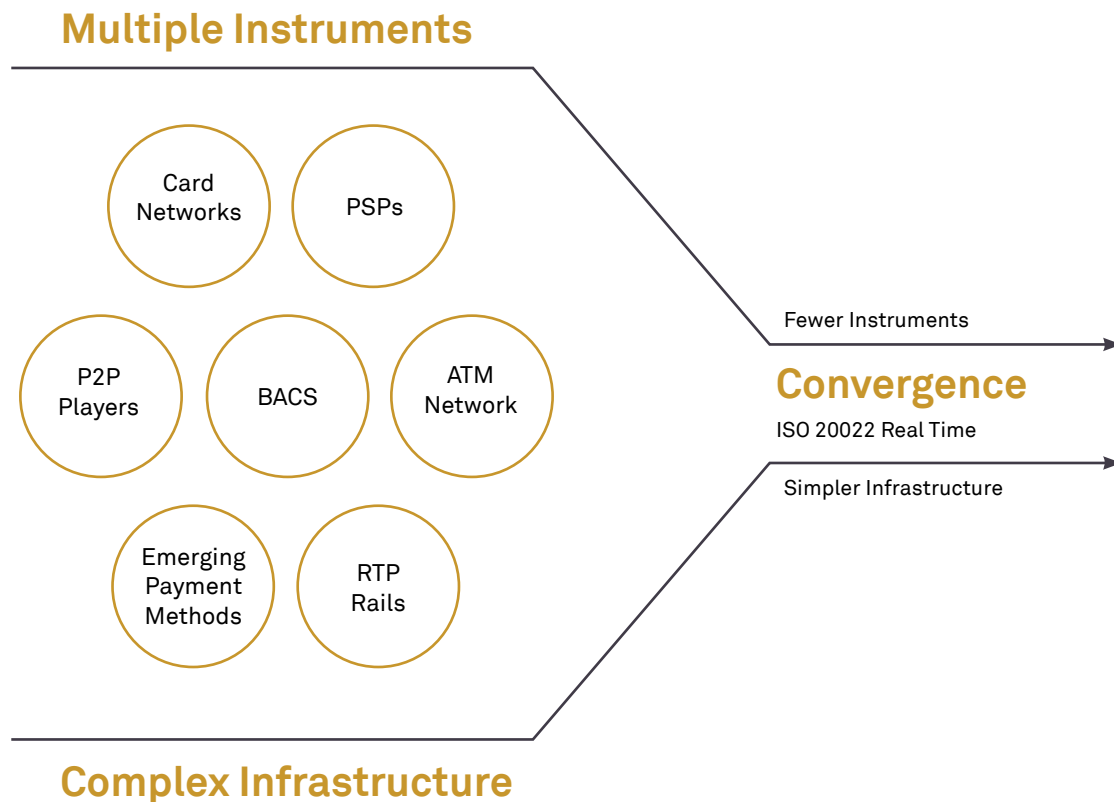 Multiple Instruments
Card
Networks
PSPs
P2P
Players
BACS
ATM
Network
Emerging
Payment
Methods
RTP
Rails
Complex Infrastructure
Fewer Instruments
Convergence
ISO 20022 Real Time
Simpler Infrastructure